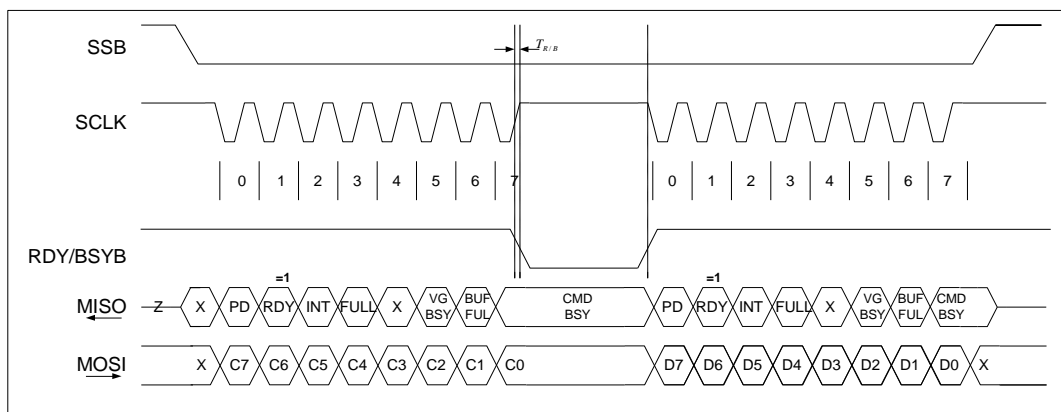 SSB
T R/B
SCLK
0 1 2 3 4 5 6 7 0 1 2 3 4 5 6 7
RDY/BSYB
=1 =1
MISO Z X PD RDY INT FULL X VG BSY BUF FUL CMD BSY PD RDY INT FULL X VG BSY BUF FUL CMD BSY
MOSI X C7 C6 C5 C4 C3 C2 C1 C0 D7 D6 D5 D4 D3 D2 D1 D0 X